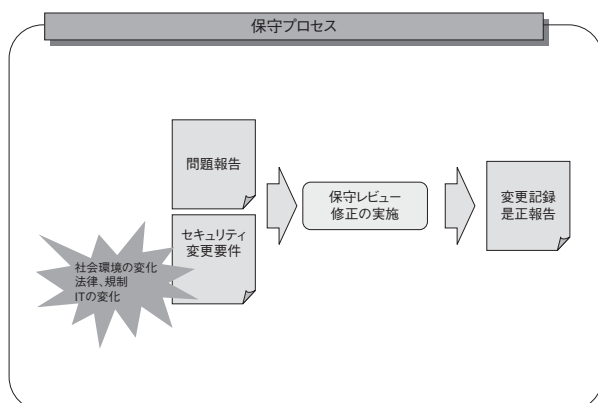 保守プロセス
問題報告
セキュリティ
変更要件
社会環境の変化
法律、規制
ITの変化
保守レビュー
修正の実施
変更記録
是正報告